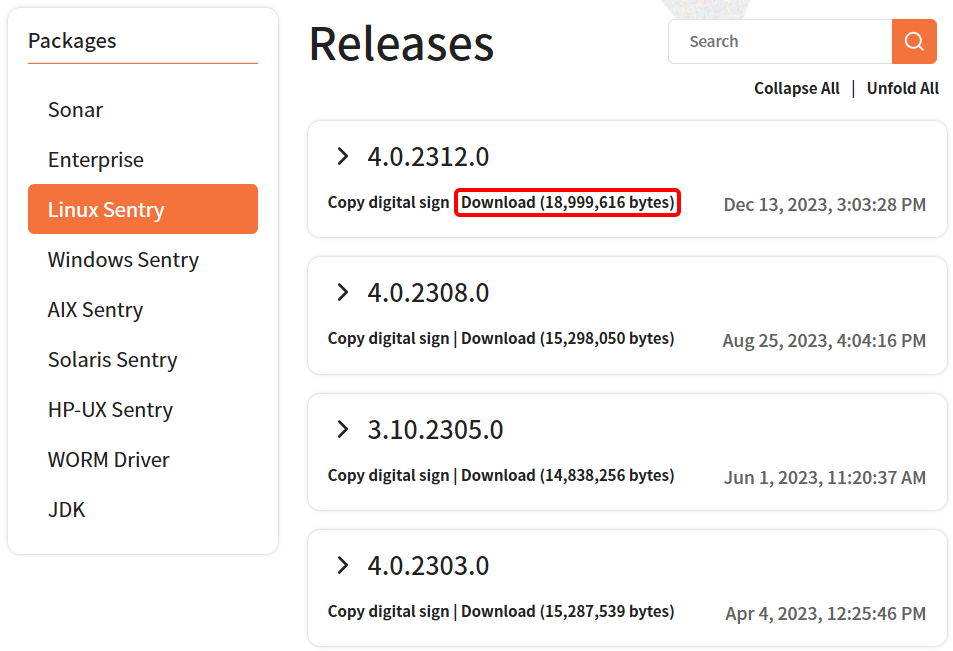 Packages
Sonar
Enterprise
Linux Sentry
Windows Sentry
AIX Sentry
Solaris Sentry
HP-UX Sentry
WORM Driver
JDK
Releases
Search
Collapse All | Unfold All
4.0.2312.0
Copy digital sign Download (18,999,616 bytes) Dec 13, 2023, 3:03:28 PM
4.0.2308.0
Copy digital sign | Download (15,298,050 bytes) Aug 25, 2023, 4:04:16 PM
3.10.2305.0
Copy digital sign | Download (14,838,256 bytes) Jun 1, 2023, 11:20:37 AM
4.0.2303.0
Copy digital sign | Download (15,287,539 bytes) Apr 4, 2023, 12:25:46 PM